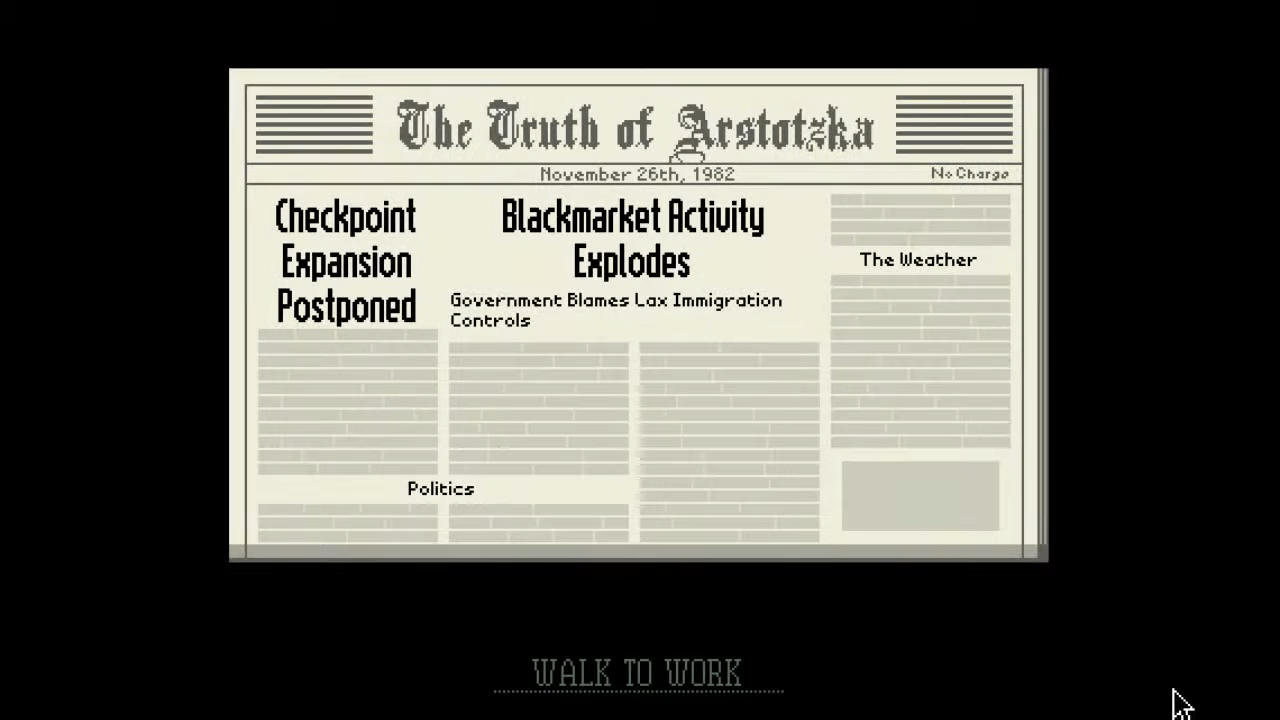 The Truth of Arstotzka
November 26th, 1982
No Charge
Checkpoint
Expansion
Postponed
Blackmarket Activity
Explodes
Government Blames Lax Immigration
Controls
The Weather
Politics
WALK TO WORK